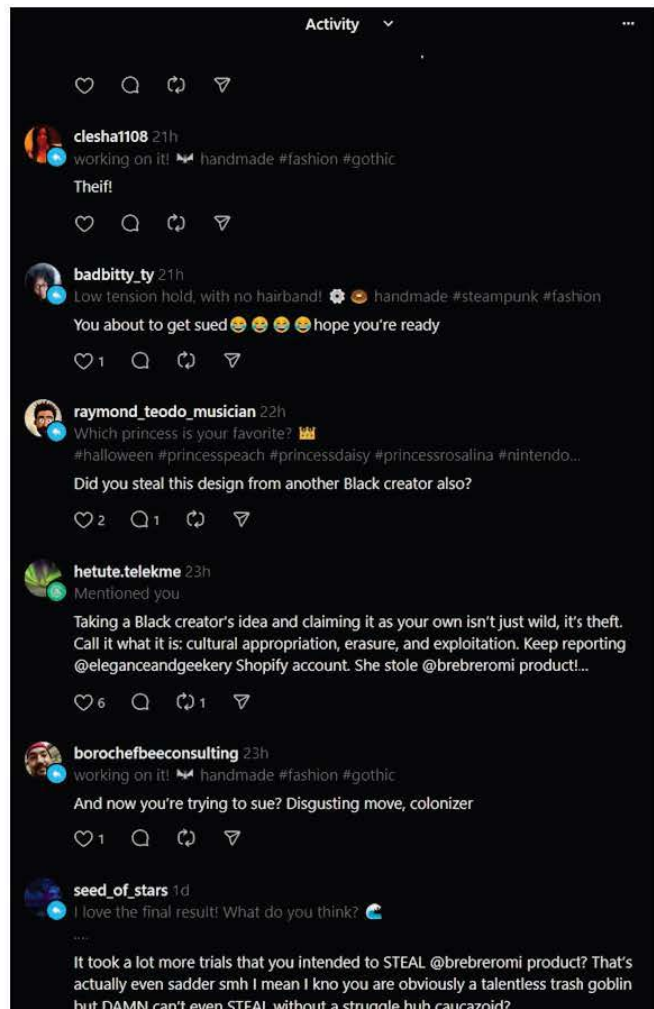 Activity
clesha1108 21h
working on it! 🦇 handmade #fashion #gothic
Theif!
badbitty_ty 21h
Low tension hold, with no hairband! ⚙️ 🍩 handmade #steampunk #fashion
You about to get sued😂😂😂😂hope you're ready
1
raymond_teodo_musician 22h
Which princess is your favorite? 👑
#halloween #princesspeach #princessdaisy #princessrosalina #nintendo...
Did you steal this design from another Black creator also?
2 1
hetute.telekme 23h
Mentioned you
Taking a Black creator's idea and claiming it as your own isn't just wild, it's theft.
Call it what it is: cultural appropriation, erasure, and exploitation. Keep reporting
@eleganceandgeekery Shopify account. She stole @brebreromi product!...
6 1
borochefbeeconsulting 23h
working on it! 🦇 handmade #fashion #gothic
And now you're trying to sue? Disgusting move, colonizer
1
seed_of_stars 1d
I love the final result! What do you think? 🌊
....
It took a lot more trials that you intended to STEAL @brebreromi product? That's
actually even sadder smh I mean I kno you are obviously a talentless trash goblin
but DAMN can't even STEAL without a struggle huh caucazoid?